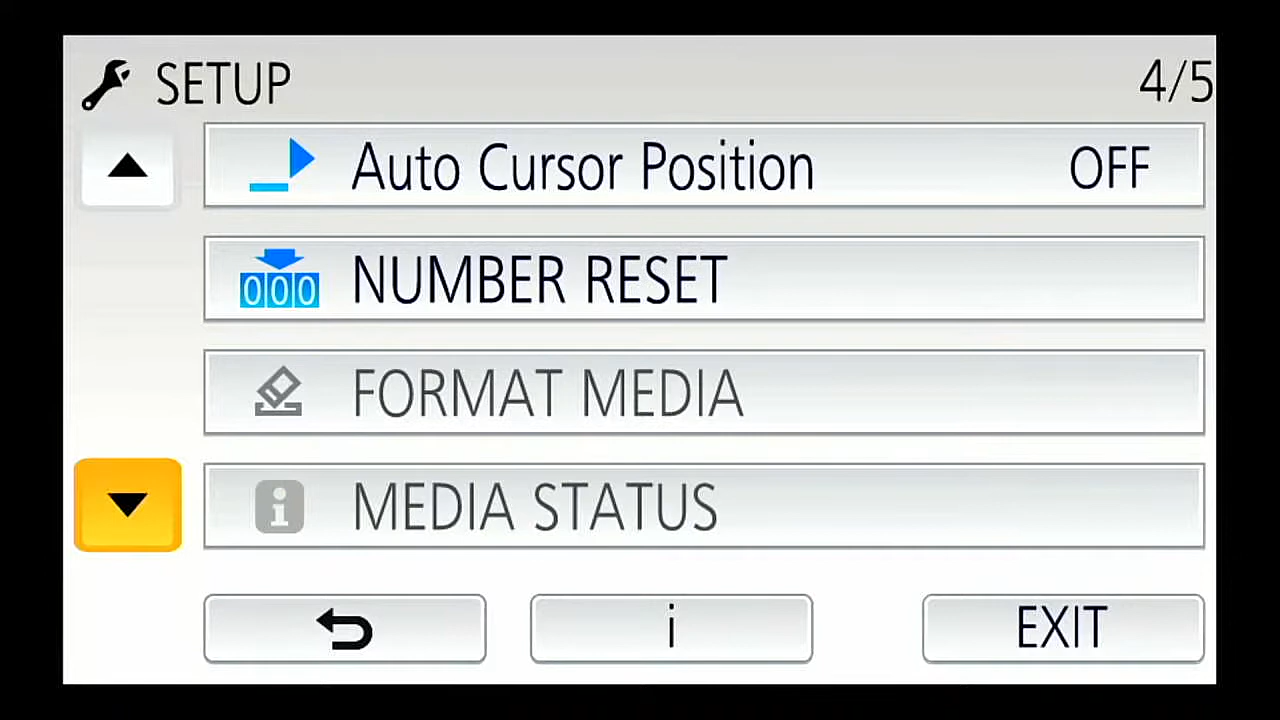 SETUP 4/5
Auto Cursor Position OFF
000 NUMBER RESET
FORMAT MEDIA
i MEDIA STATUS
i EXIT